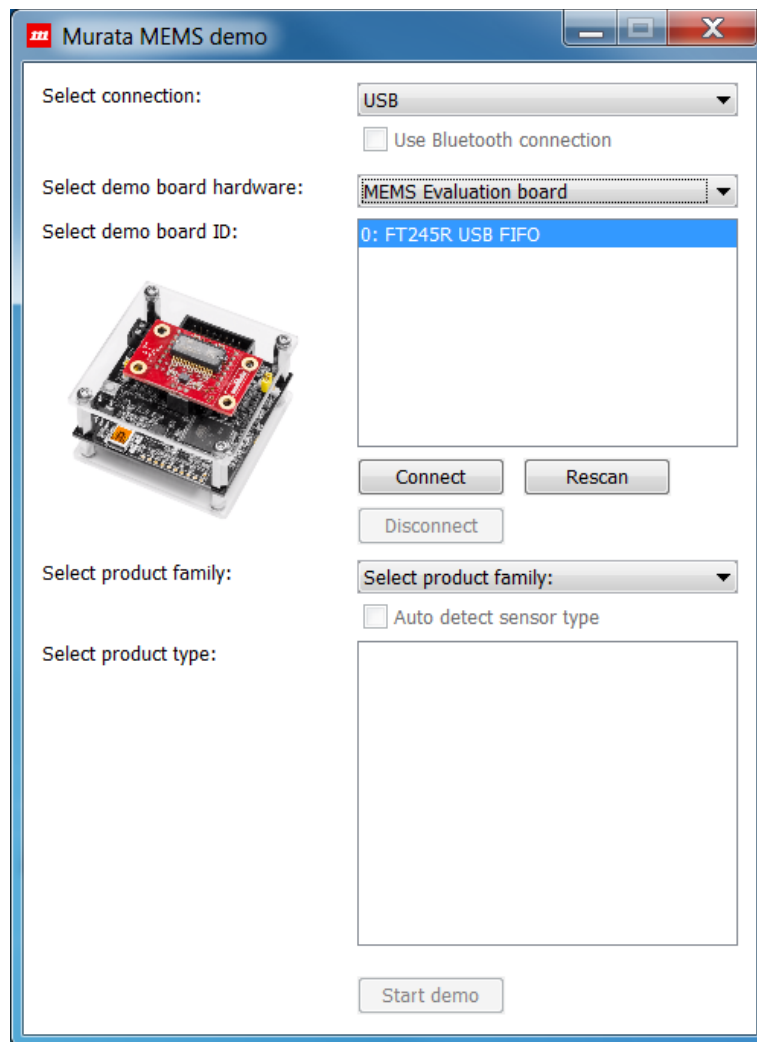 Murata MEMS demo
Select connection:
USB
Use Bluetooth connection
Select demo board hardware:
MEMS Evaluation board
Select demo board ID:
0: FT245R USB FIFO
Connect
Rescan
Disconnect
Select product family:
Select product family:
Auto detect sensor type
Select product type:
Start demo